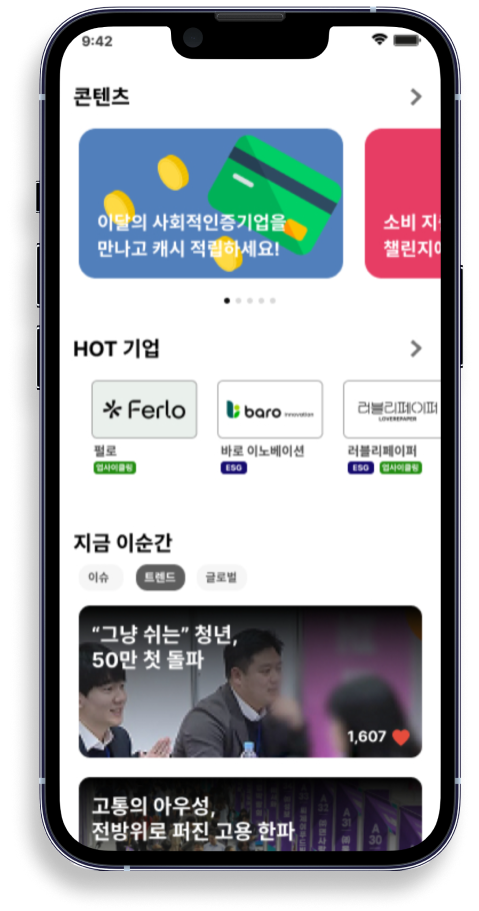 9:42
콘텐츠
이달의 사회적인증기업을
만나고 캐시 적립하세요!
소비 지
챌린지에
HOT 기업
Ferlo
baro innovation
러블리페이퍼
LOVEREPAPER
펄로
업사이클링
바로 이노베이션
ESG
러블리페이퍼
ESG 업사이클링
지금 이순간
이슈 트렌드 글로벌
“그냥 쉬는” 청년,
50만 첫 돌파
1,607
고통의 아우성,
전방위로 퍼진 고용 한파
A
31
A
30